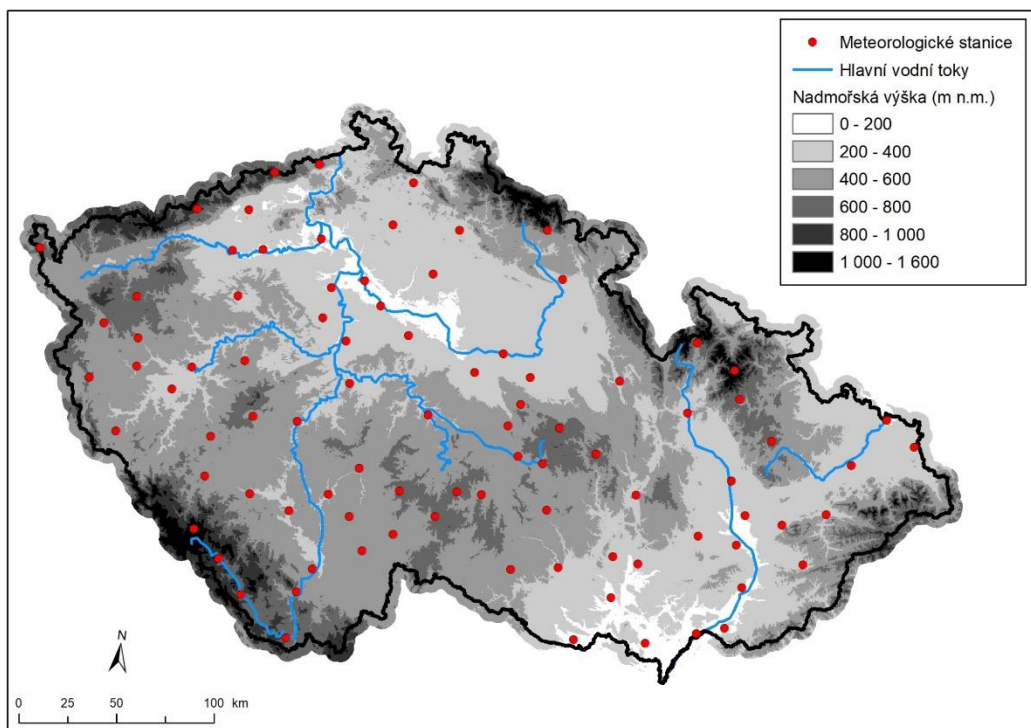 Meteorologické stanice
Hlavní vodní toky
Nadmořská výška (m n.m.)
0 - 200
200 - 400
400 - 600
600 - 800
800 - 1 000
1 000 - 1 600
N
0 25 50 100 km